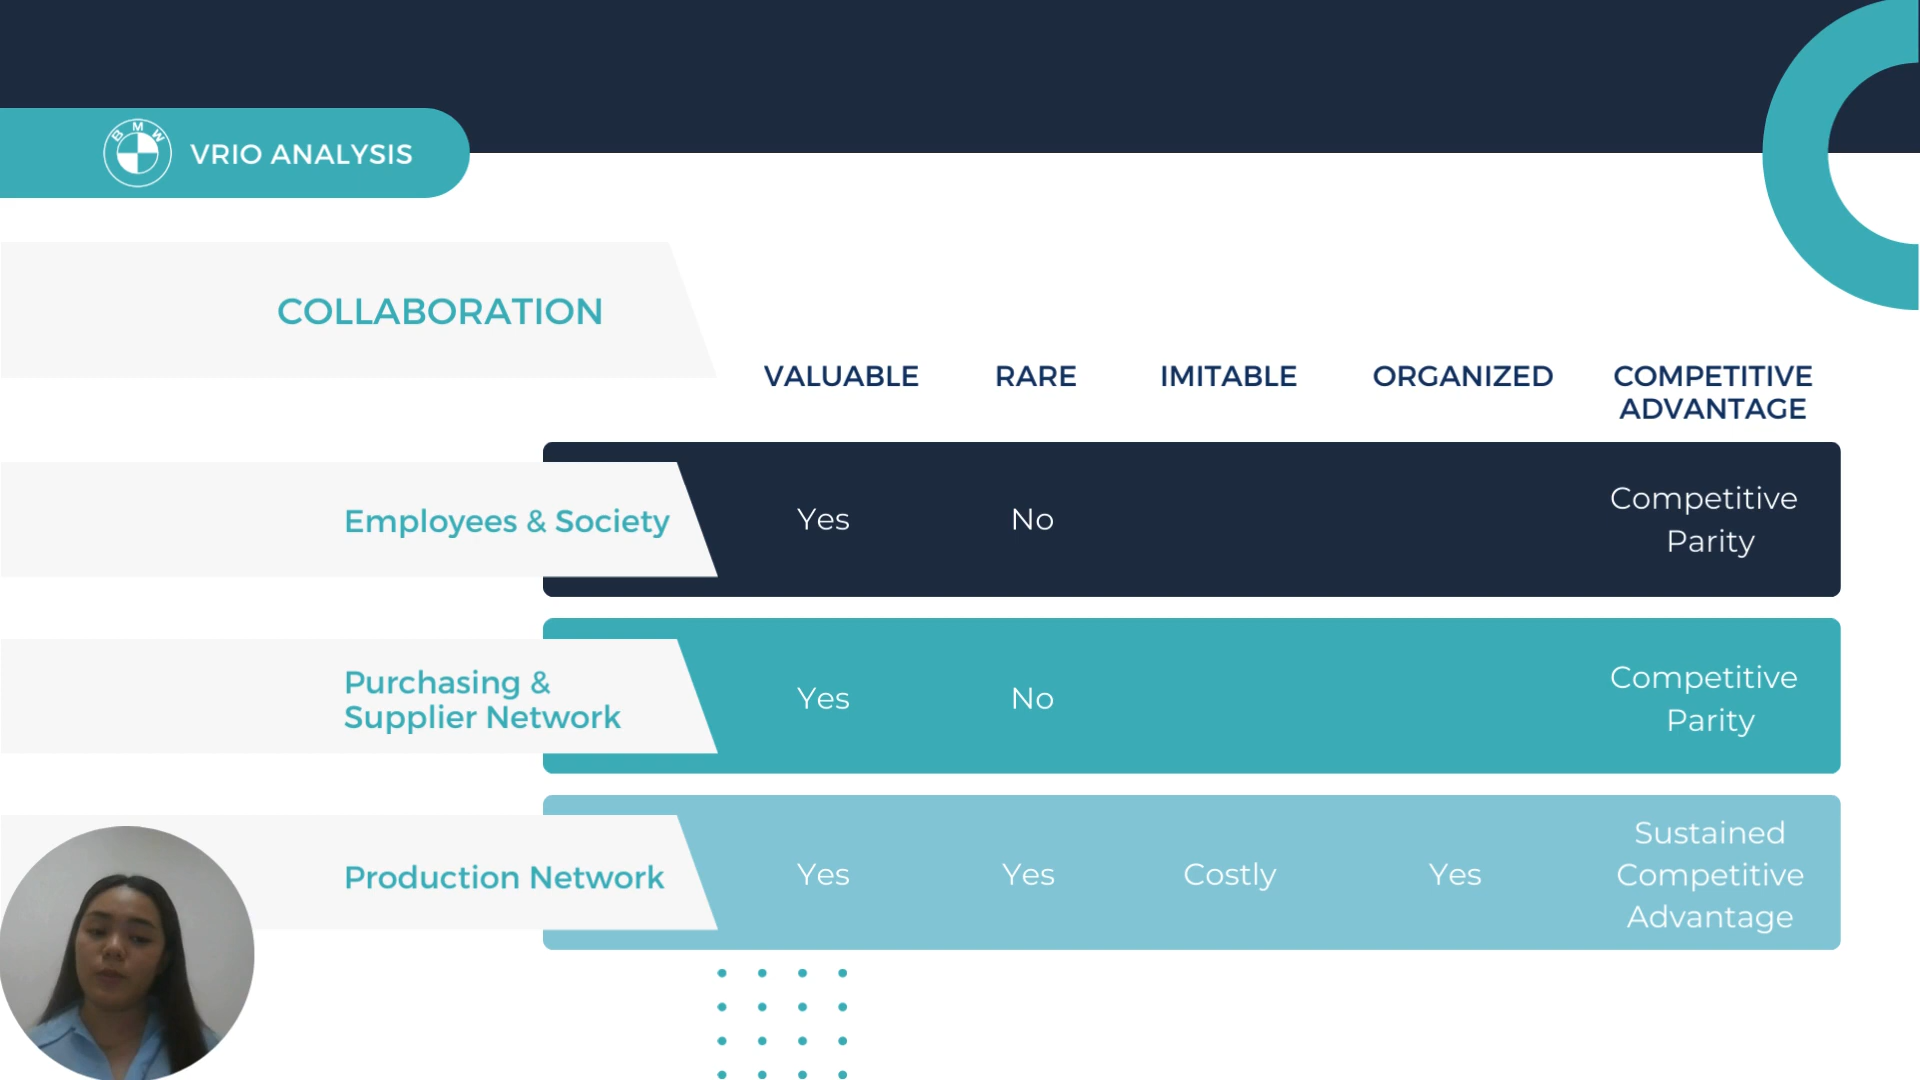 BMW
VRIO ANALYSIS
COLLABORATION
VALUABLE RARE IMITABLE ORGANIZED COMPETITIVE
ADVANTAGE
Employees & Society Yes No Competitive
Parity
Purchasing &
Supplier Network Yes No Competitive
Parity
Production Network Yes Yes Costly Yes Sustained
Competitive
Advantage